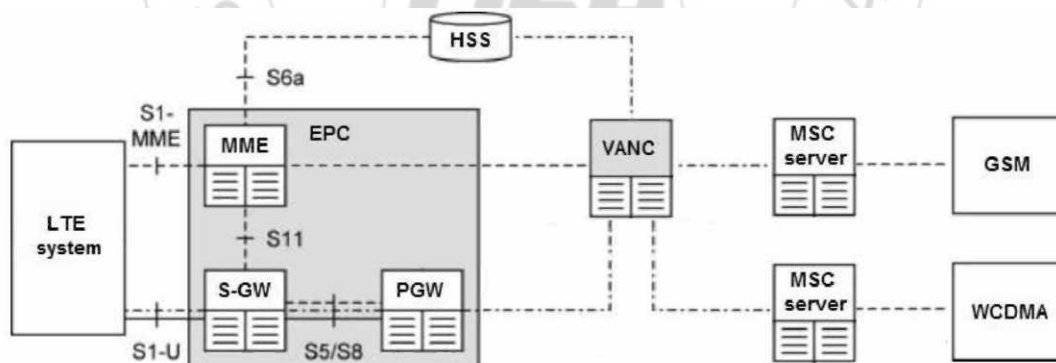 HSS
S6a
S1-
MME
MME
EPC
VANC
MSC
server
GSM
LTE
system
S11
S-GW
PGW
MSC
server
WCDMA
S1-U
S5/S8